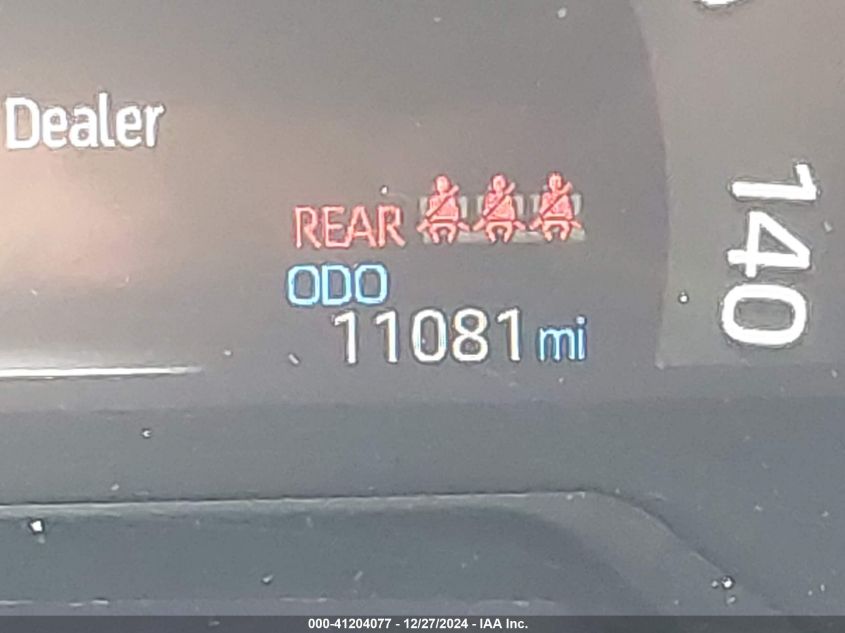 Dealer
REAR
ODO
11081 mi
140
000-41204077 - 12/27/2024 - IAA Inc.